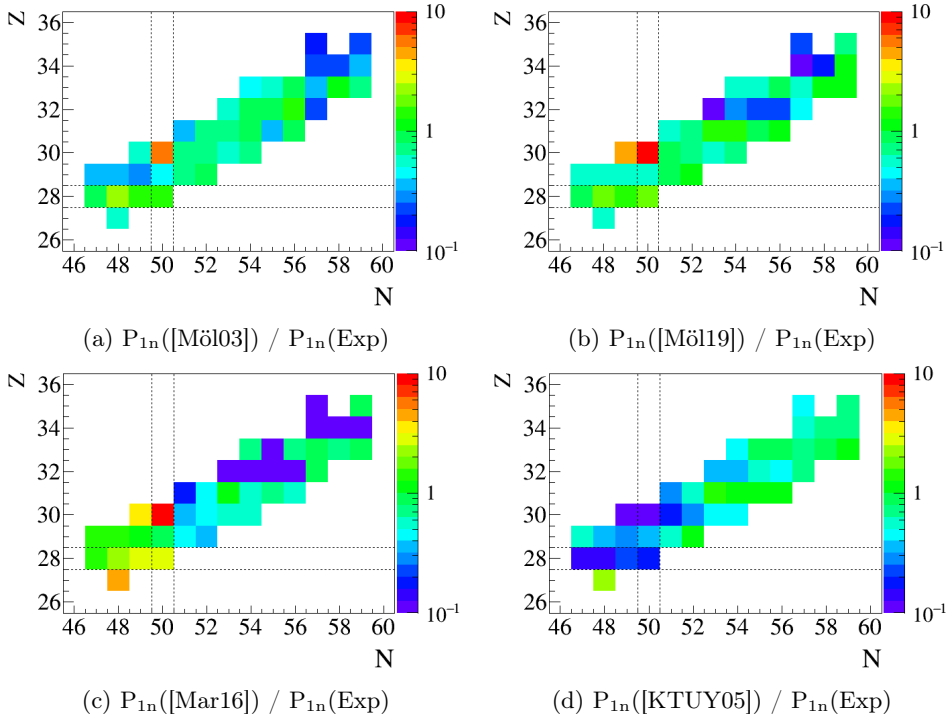 Z
36
34
32
30
28
26
46 48 50 52 54 56 58 60
N
10
1
10⁻¹
(a) P₁ₙ([Möl03]) / P₁ₙ(Exp)
Z
36
34
32
30
28
26
46 48 50 52 54 56 58 60
N
10
1
10⁻¹
(b) P₁ₙ([Möl19]) / P₁ₙ(Exp)
Z
36
34
32
30
28
26
46 48 50 52 54 56 58 60
N
10
1
10⁻¹
(c) P₁ₙ([Mar16]) / P₁ₙ(Exp)
Z
36
34
32
30
28
26
46 48 50 52 54 56 58 60
N
10
1
10⁻¹
(d) P₁ₙ([KTUY05]) / P₁ₙ(Exp)